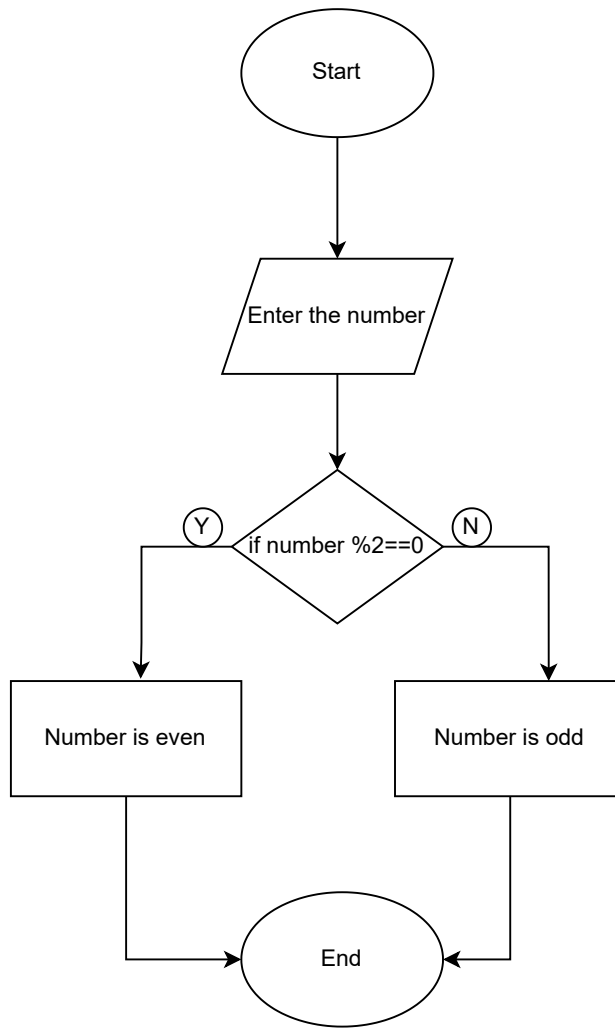 Start
Enter the number
Y
N
if number %2==0
Number is even
Number is odd
End